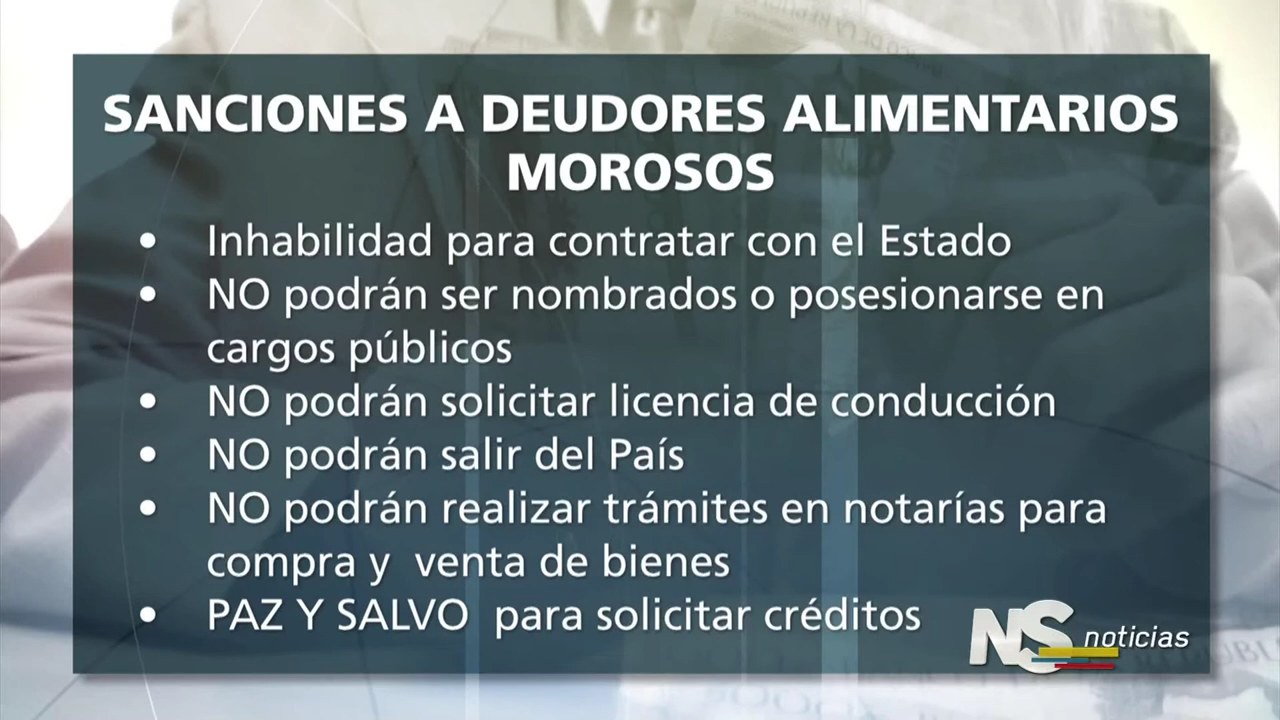 SANCIONES A DEUDORES ALIMENTARIOS
MOROSOS
• Inhabilidad para contratar con el Estado
• NO podrán ser nombrados o posesionarse en
cargos públicos
• NO podrán solicitar licencia de conducción
• NO podrán salir del País
• NO podrán realizar trámites en notarías para
compra y venta de bienes
• PAZ Y SALVO para solicitar créditos
NS noticias